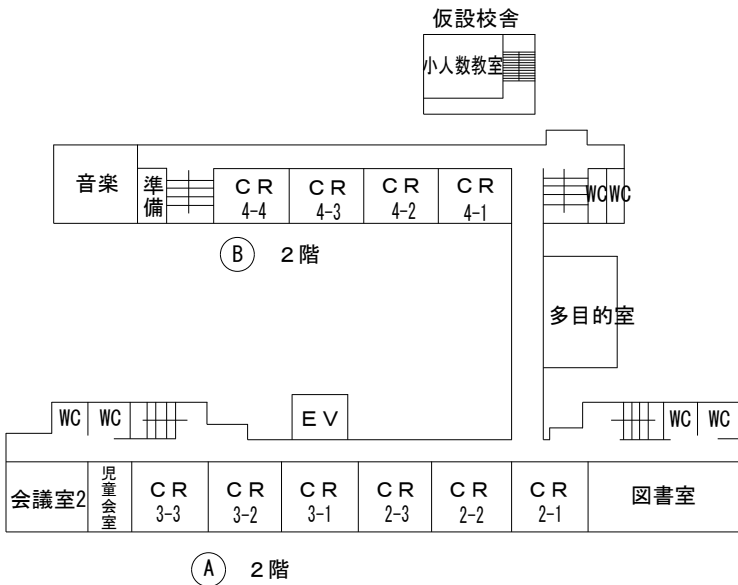 仮設校舎
小人数教室
音楽
準備
ＣＲ
4-4
ＣＲ
4-3
ＣＲ
4-2
ＣＲ
4-1
WC
WC
Ｂ ２階
多目的室
WC
WC
ＥＶ
WC
WC
会議室2
児童会室
ＣＲ
3-3
ＣＲ
3-2
ＣＲ
3-1
ＣＲ
2-3
ＣＲ
2-2
ＣＲ
2-1
図書室
Ａ ２階